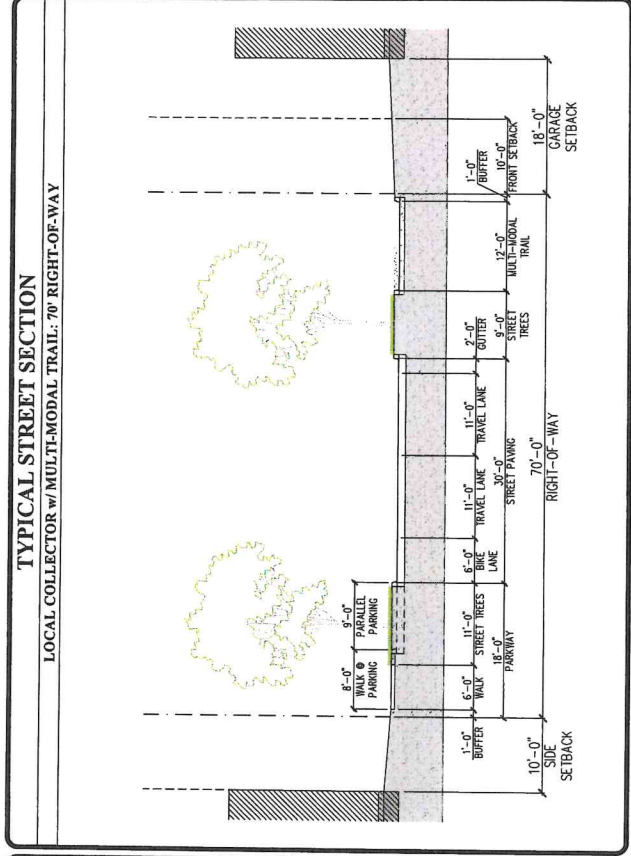 TYPICAL STREET SECTION
LOCAL COLLECTOR w/ MULTI-MODAL TRAIL: 70' RIGHT-OF-WAY
8'-0"
WALK @
PARKING
9'-0"
PARALLEL
PARKING
1'-0"
BUFFER
6'-0"
WALK
11'-0"
STREET TREES
18'-0"
PARKWAY
6'-0"
BIKE
LANE
11'-0"
TRAVEL LANE
11'-0"
TRAVEL LANE
2'-0"
GUTTER
30'-0"
STREET PAVING
9'-0"
STREET
TREES
12'-0"
MULTI-MODAL
TRAIL
1'-0"
BUFFER
10'-0"
FRONT SETBACK
10'-0"
SIDE
SETBACK
70'-0"
RIGHT-OF-WAY
18'-0"
GARAGE
SETBACK